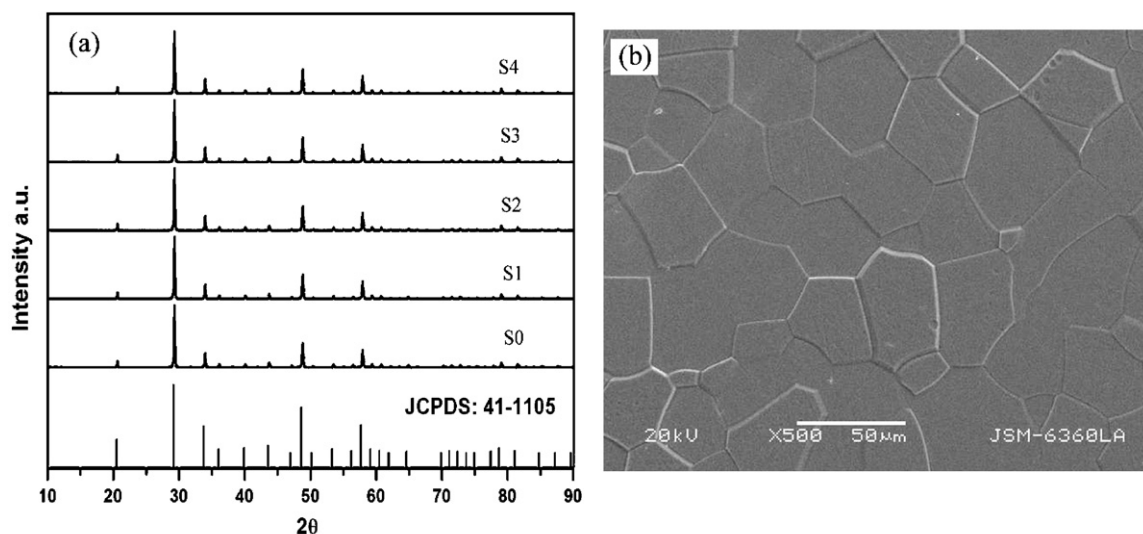 (a)
S4
S3
S2
S1
S0
JCPDS: 41-1105
Intensity a.u.
10 20 30 40 50 60 70 80 90
2θ
(b)
20kV X500 50μm JSM-6360LA